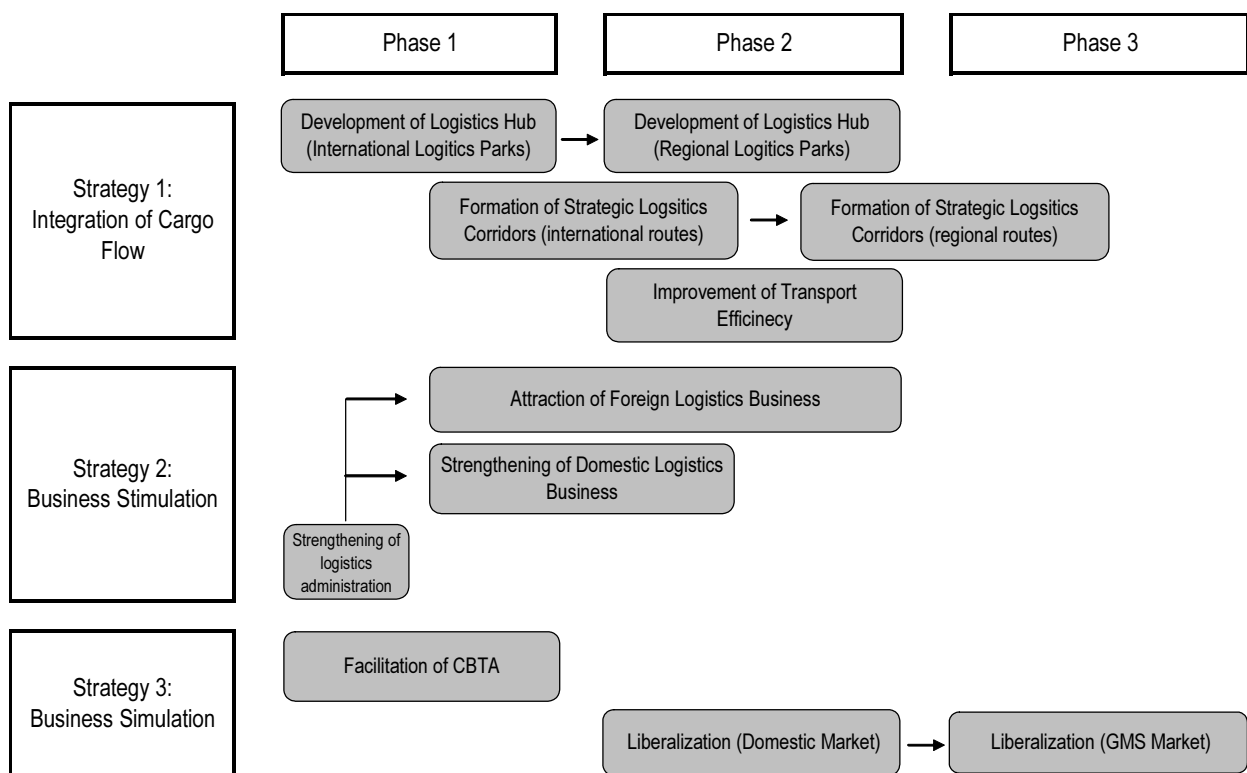 Phase 1
Phase 2
Phase 3
Strategy 1:
Integration of Cargo
Flow
Development of Logistics Hub
(International Logitics Parks)
Development of Logistics Hub
(Regional Logitics Parks)
Formation of Strategic Logsitics
Corridors (international routes)
Formation of Strategic Logsitics
Corridors (regional routes)
Improvement of Transport
Efficinecy
Strategy 2:
Business Stimulation
Attraction of Foreign Logistics Business
Strengthening of Domestic Logistics
Business
Strengthening of
logistics
administration
Strategy 3:
Business Simulation
Facilitation of CBTA
Liberalization (Domestic Market)
Liberalization (GMS Market)